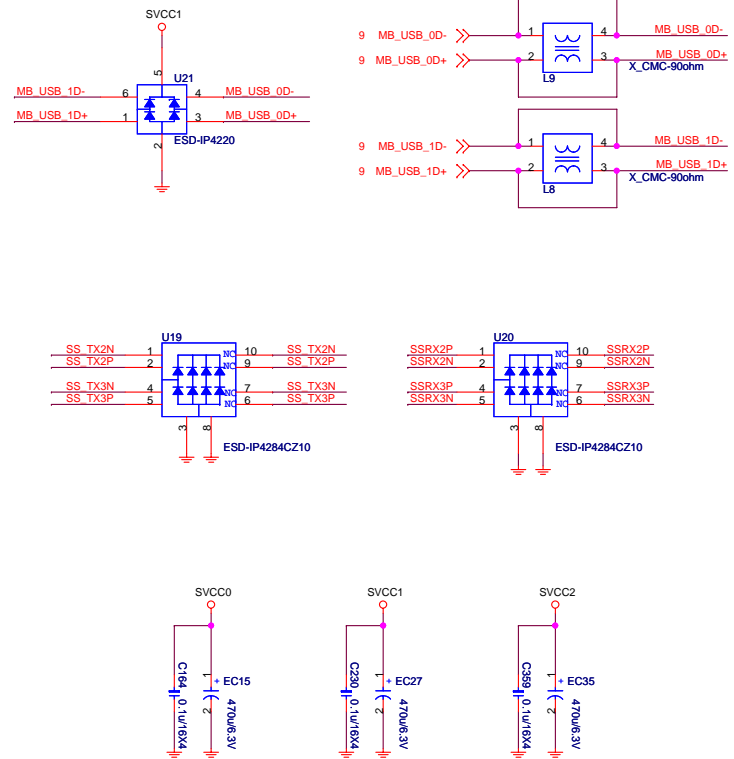 SVCC1
5
U21
MB_USB_1D- 6 4 MB_USB_0D-
MB_USB_1D+ 1 3 MB_USB_0D+
2
ESD-IP4220
9 MB_USB_0D- 1 4 MB_USB_0D-
9 MB_USB_0D+ 2 3 MB_USB_0D+
L9 X_CMC-90ohm
9 MB_USB_1D- 1 4 MB_USB_1D-
9 MB_USB_1D+ 2 3 MB_USB_1D+
L8 X_CMC-90ohm
U19
SS_TX2N 1 NC 10 SS_TX2N
SS_TX2P 2 NC 9 SS_TX2P
SS_TX3N 4 NC 7 SS_TX3N
SS_TX3P 5 NC 6 SS_TX3P
3 8
ESD-IP4284CZ10
U20
SSRX2P 1 NC 10 SSRX2P
SSRX2N 2 NC 9 SSRX2N
SSRX3P 4 NC 7 SSRX3P
SSRX3N 5 NC 6 SSRX3N
3 8
ESD-IP4284CZ10
SVCC0
C164 0.1u/16X4
1
+ EC15
2
470u/6.3V
SVCC1
C230 0.1u/16X4
1
+ EC27
2
470u/6.3V
SVCC2
C359 0.1u/16X4
1
+ EC35
2
470u/6.3V